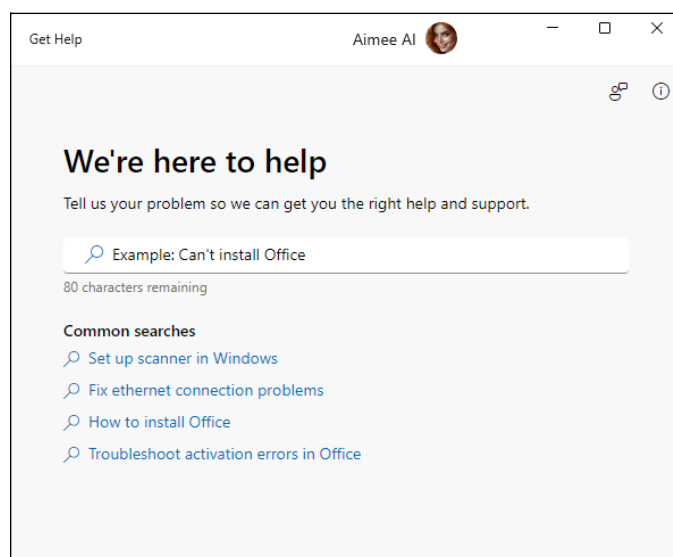 Get Help
Aimee AI
We're here to help
Tell us your problem so we can get you the right help and support.
Example: Can't install Office
80 characters remaining
Common searches
Set up scanner in Windows
Fix ethernet connection problems
How to install Office
Troubleshoot activation errors in Office